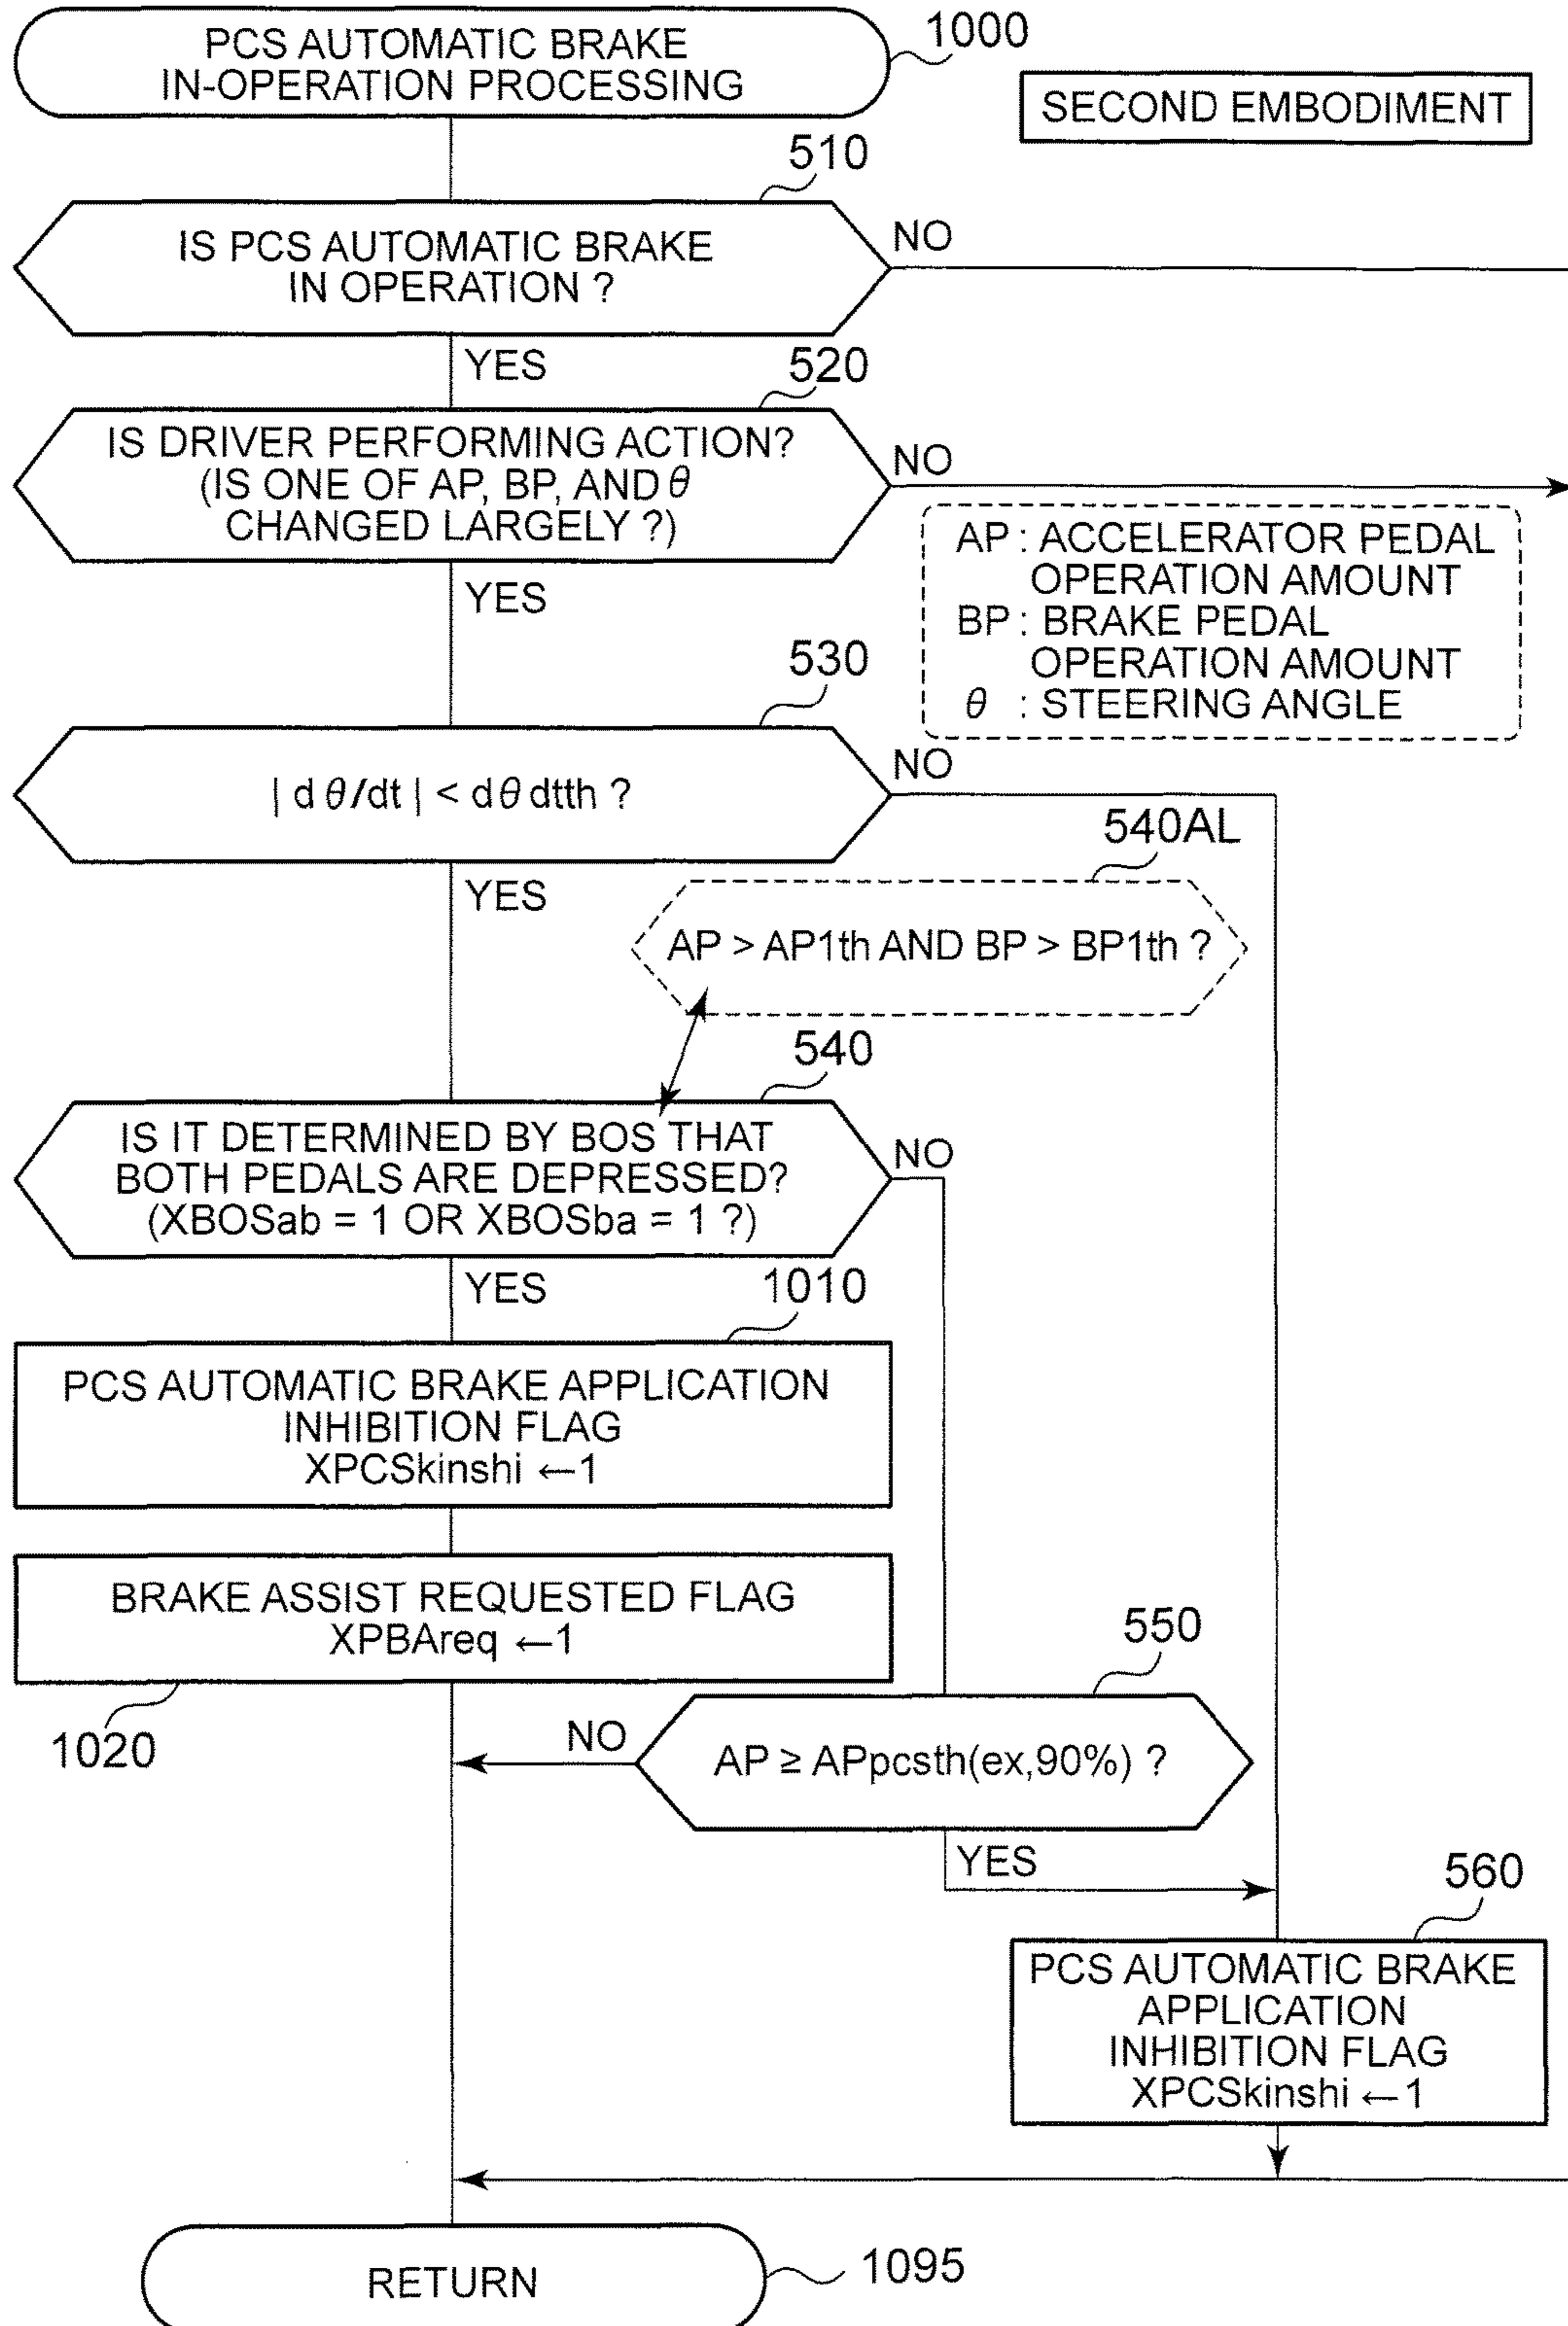 PCS AUTOMATIC BRAKE
IN-OPERATION PROCESSING
1000
SECOND EMBODIMENT
510
IS PCS AUTOMATIC BRAKE
IN OPERATION ?
NO
YES
520
IS DRIVER PERFORMING ACTION?
(IS ONE OF AP, BP, AND θ
CHANGED LARGELY ?)
NO
YES
AP : ACCELERATOR PEDAL
OPERATION AMOUNT
BP : BRAKE PEDAL
OPERATION AMOUNT
θ : STEERING ANGLE
530
| d θ/dt | < dθdtth ?
NO
YES
540AL
AP > AP1th AND BP > BP1th ?
540
IS IT DETERMINED BY BOS THAT
BOTH PEDALS ARE DEPRESSED?
(XBOSab = 1 OR XBOSba = 1 ?)
NO
YES
1010
PCS AUTOMATIC BRAKE APPLICATION
INHIBITION FLAG
XPCSkinshi ←1
BRAKE ASSIST REQUESTED FLAG
XPBAreq ←1
1020
550
AP ≥ APpcsth(ex,90%) ?
NO
YES
560
PCS AUTOMATIC BRAKE
APPLICATION
INHIBITION FLAG
XPCSkinshi ←1
RETURN
1095